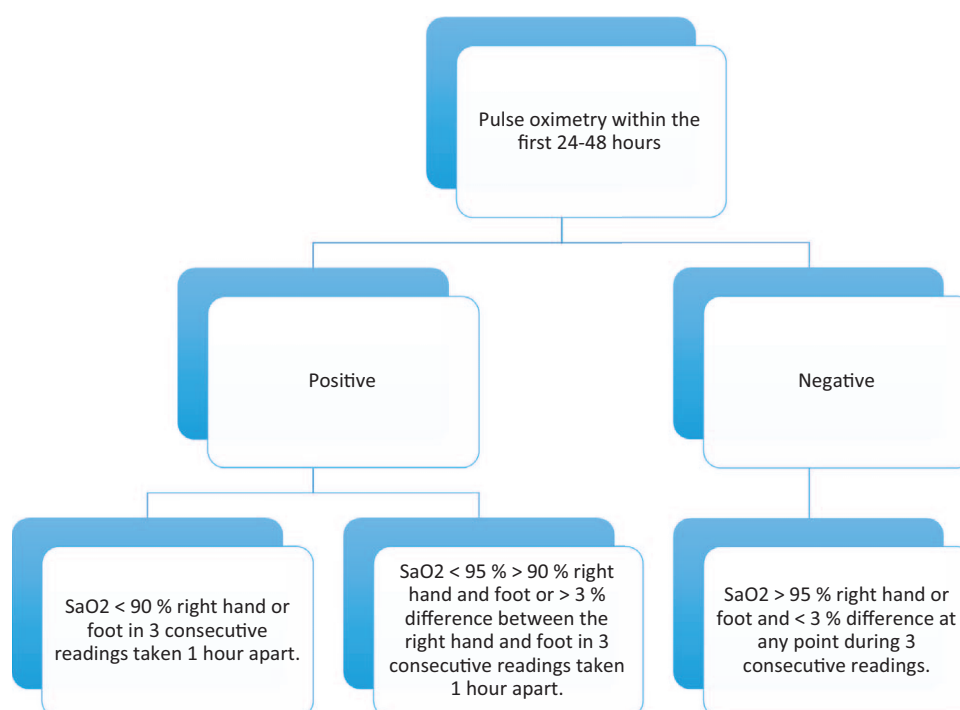 Pulse oximetry within the
first 24-48 hours
Positive
Negative
SaO2 < 90 % right hand or
foot in 3 consecutive
readings taken 1 hour apart.
SaO2 < 95 % > 90 % right
hand and foot or > 3 %
difference between the
right hand and foot in 3
consecutive readings taken
1 hour apart.
SaO2 > 95 % right hand or
foot and < 3 % difference at
any point during 3
consecutive readings.